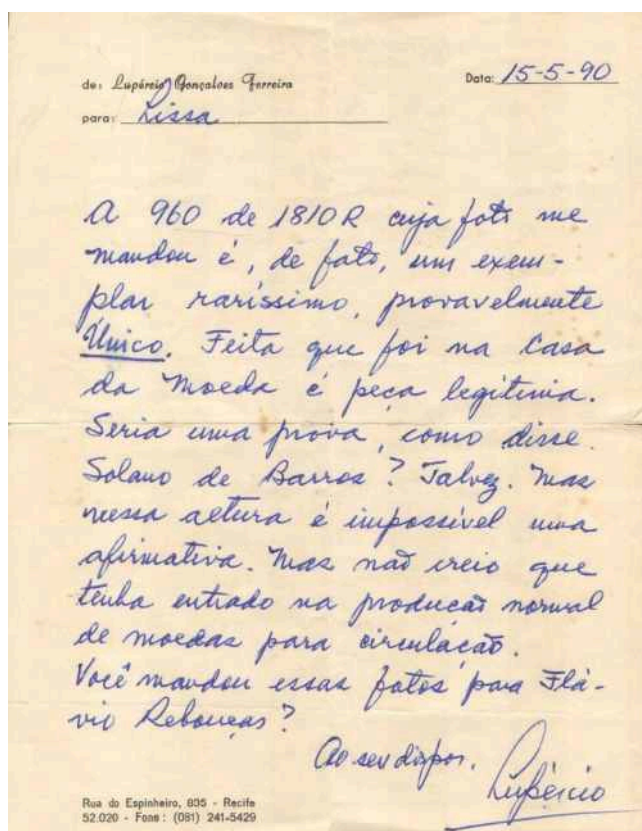 de: Lupércio Gonçalves Ferreira
Data: 15-5-90
para: Lissa
A 960 de 1810R cuja foto me
mandou é, de fato, um exem-
plar raríssimo, provavelmente
Único. Feita que foi na Casa
da Moeda é peça legítima.
Seria uma prova, como disse
Solano de Barros? Talvez. Mas
nessa altura é impossível uma
afirmativa. Mas não creio que
tenha entrado na produção normal
de moedas para circulação.
Você mandou essas fotos para Flá-
vio Rebouças?
Ao seu dispor,
Lupércio
Rua do Espinheiro, 835 - Recife
52.020 - Fone: (081) 241-5429